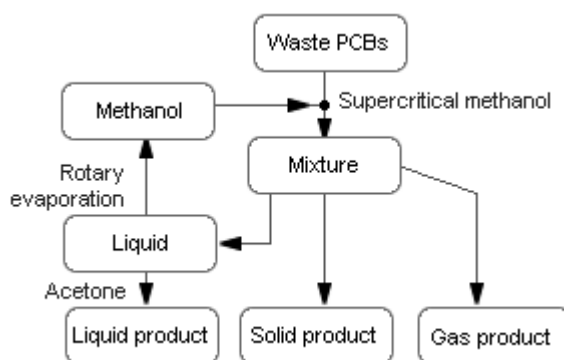 Waste PCBs
Methanol
Supercritical methanol
Mixture
Rotary
evaporation
Liquid
Acetone
Liquid product
Solid product
Gas product